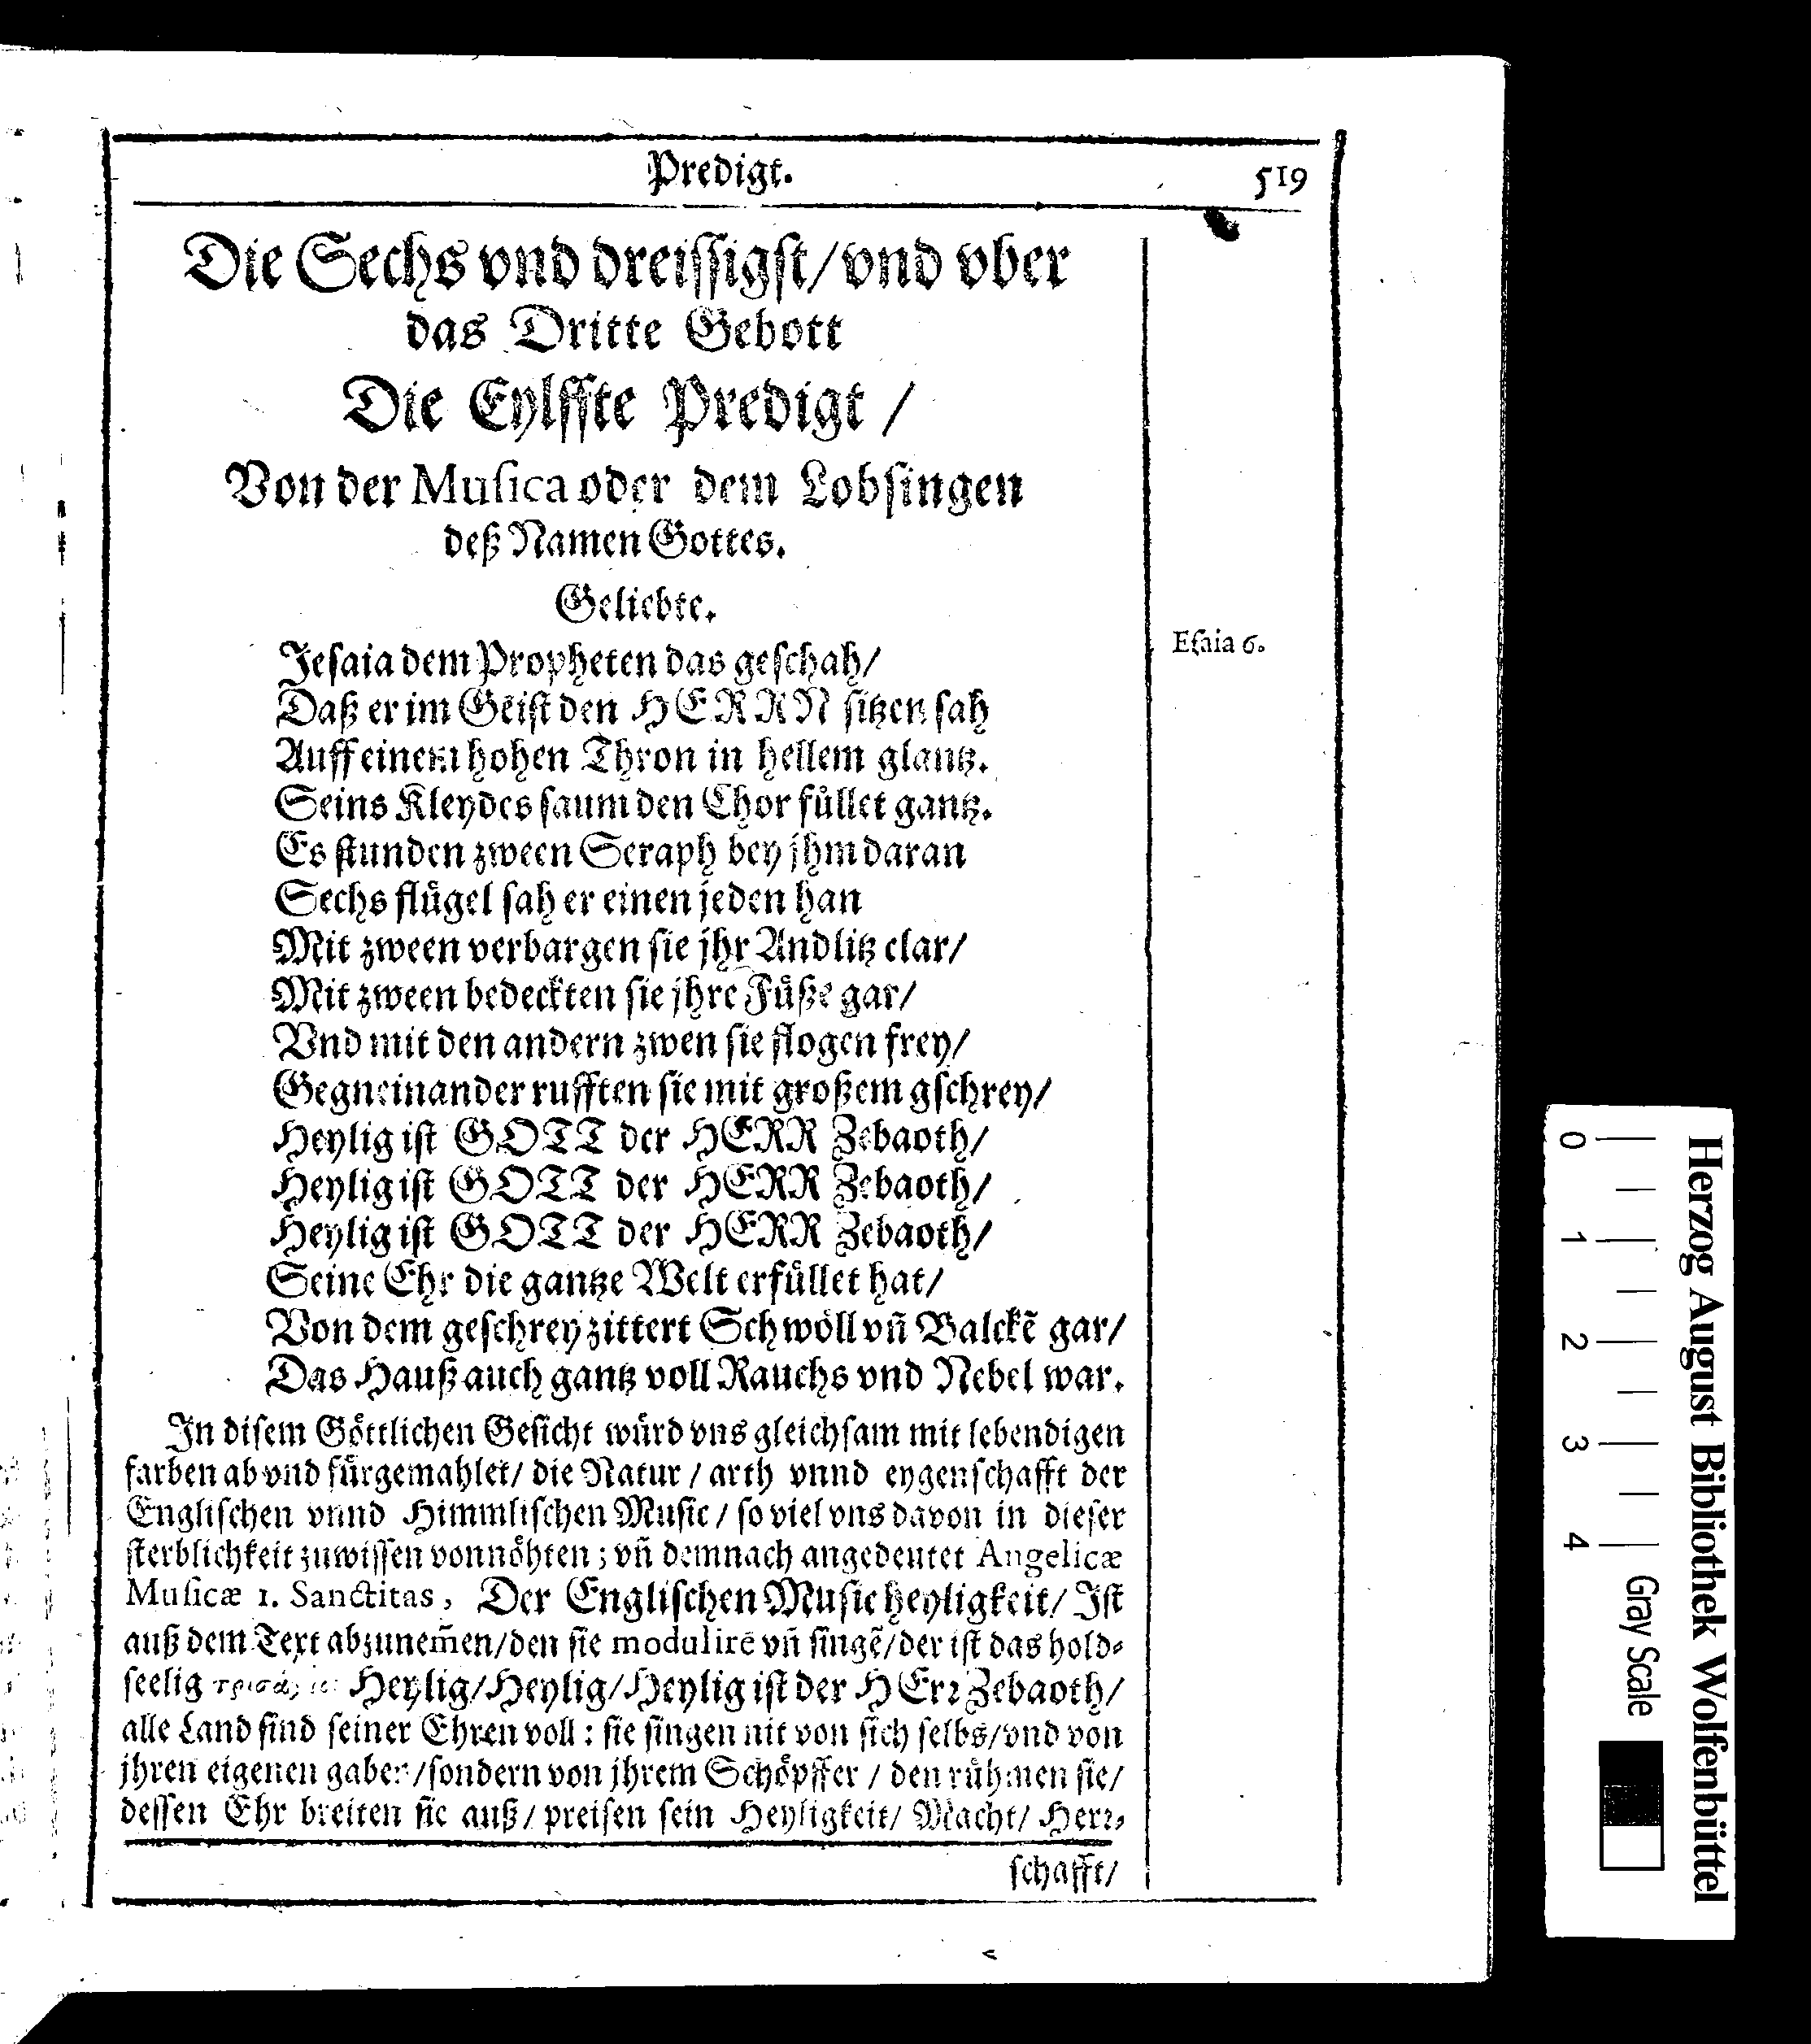 Predigt. 519
Die Sechs vnd dreissigst/vnd vber
das Dritte Gebott
Die Eylffte Predigt /
Von der Musica oder dem Lobsingen
deß Namen Gottes.
Geliebte.
Esaia 6.
Jesaia dem Propheten das geschah/
Daß er im Geist den HERRN sitzen sah
Auff einem hohen Thron in hellem glantz.
Seins Kleydes saum den Chor füllet gantz.
Es stunden zween Seraph bey jhm daran
Sechs flügel sah er einen jeden han
Mit zween verbargen sie jhr Andlitz clar/
Mit zween bedeckten sie jhre Füße gar/
Vnd mit den andern zwen sie flogen frey/
Gegneinander rufften sie mit großem gschrey/
Heylig ist GOTT der HERR Zebaoth/
Heylig ist GOTT der HERR Zebaoth/
Heylig ist GOTT der HERR Zebaoth/
Seine Ehr die gantze Welt erfüllet hat/
Von dem geschrey zittert Schwöll vñ Balckẽ gar/
Das Hauß auch gantz voll Rauchs vnd Nebel war.
In disem Göttlichen Gesicht würd vns gleichsam mit lebendigen
farben ab vnd fürgemahlet/ die Natur / arth vnnd eygenschafft der
Englischen vnnd Himmlischen Music / so viel vns davon in dieser
sterblichkeit zuwissen vonnöhten; vñ demnach angedeutet Angelicæ
Musicæ 1. Sanctitas, Der Englischen Music heyligkeit/ Ist
auß dem Text abzunem̃en/den sie modulirẽ vñ singẽ/der ist das hold-
seelig Heylig/Heylig/Heylig ist der HErr Zebaoth/
alle Land sind seiner Ehren voll: sie singen nit von sich selbs/vnd von
jhren eigenen gaben/sondern von jhrem Schöpffer / den rühmen sie/
dessen Ehr breiten sie auß/ preisen sein Heyligkeit/ Macht/ Herr-
schafft/
0 1 2 3 4
Gray Scale
Herzog August Bibliothek Wolfenbüttel